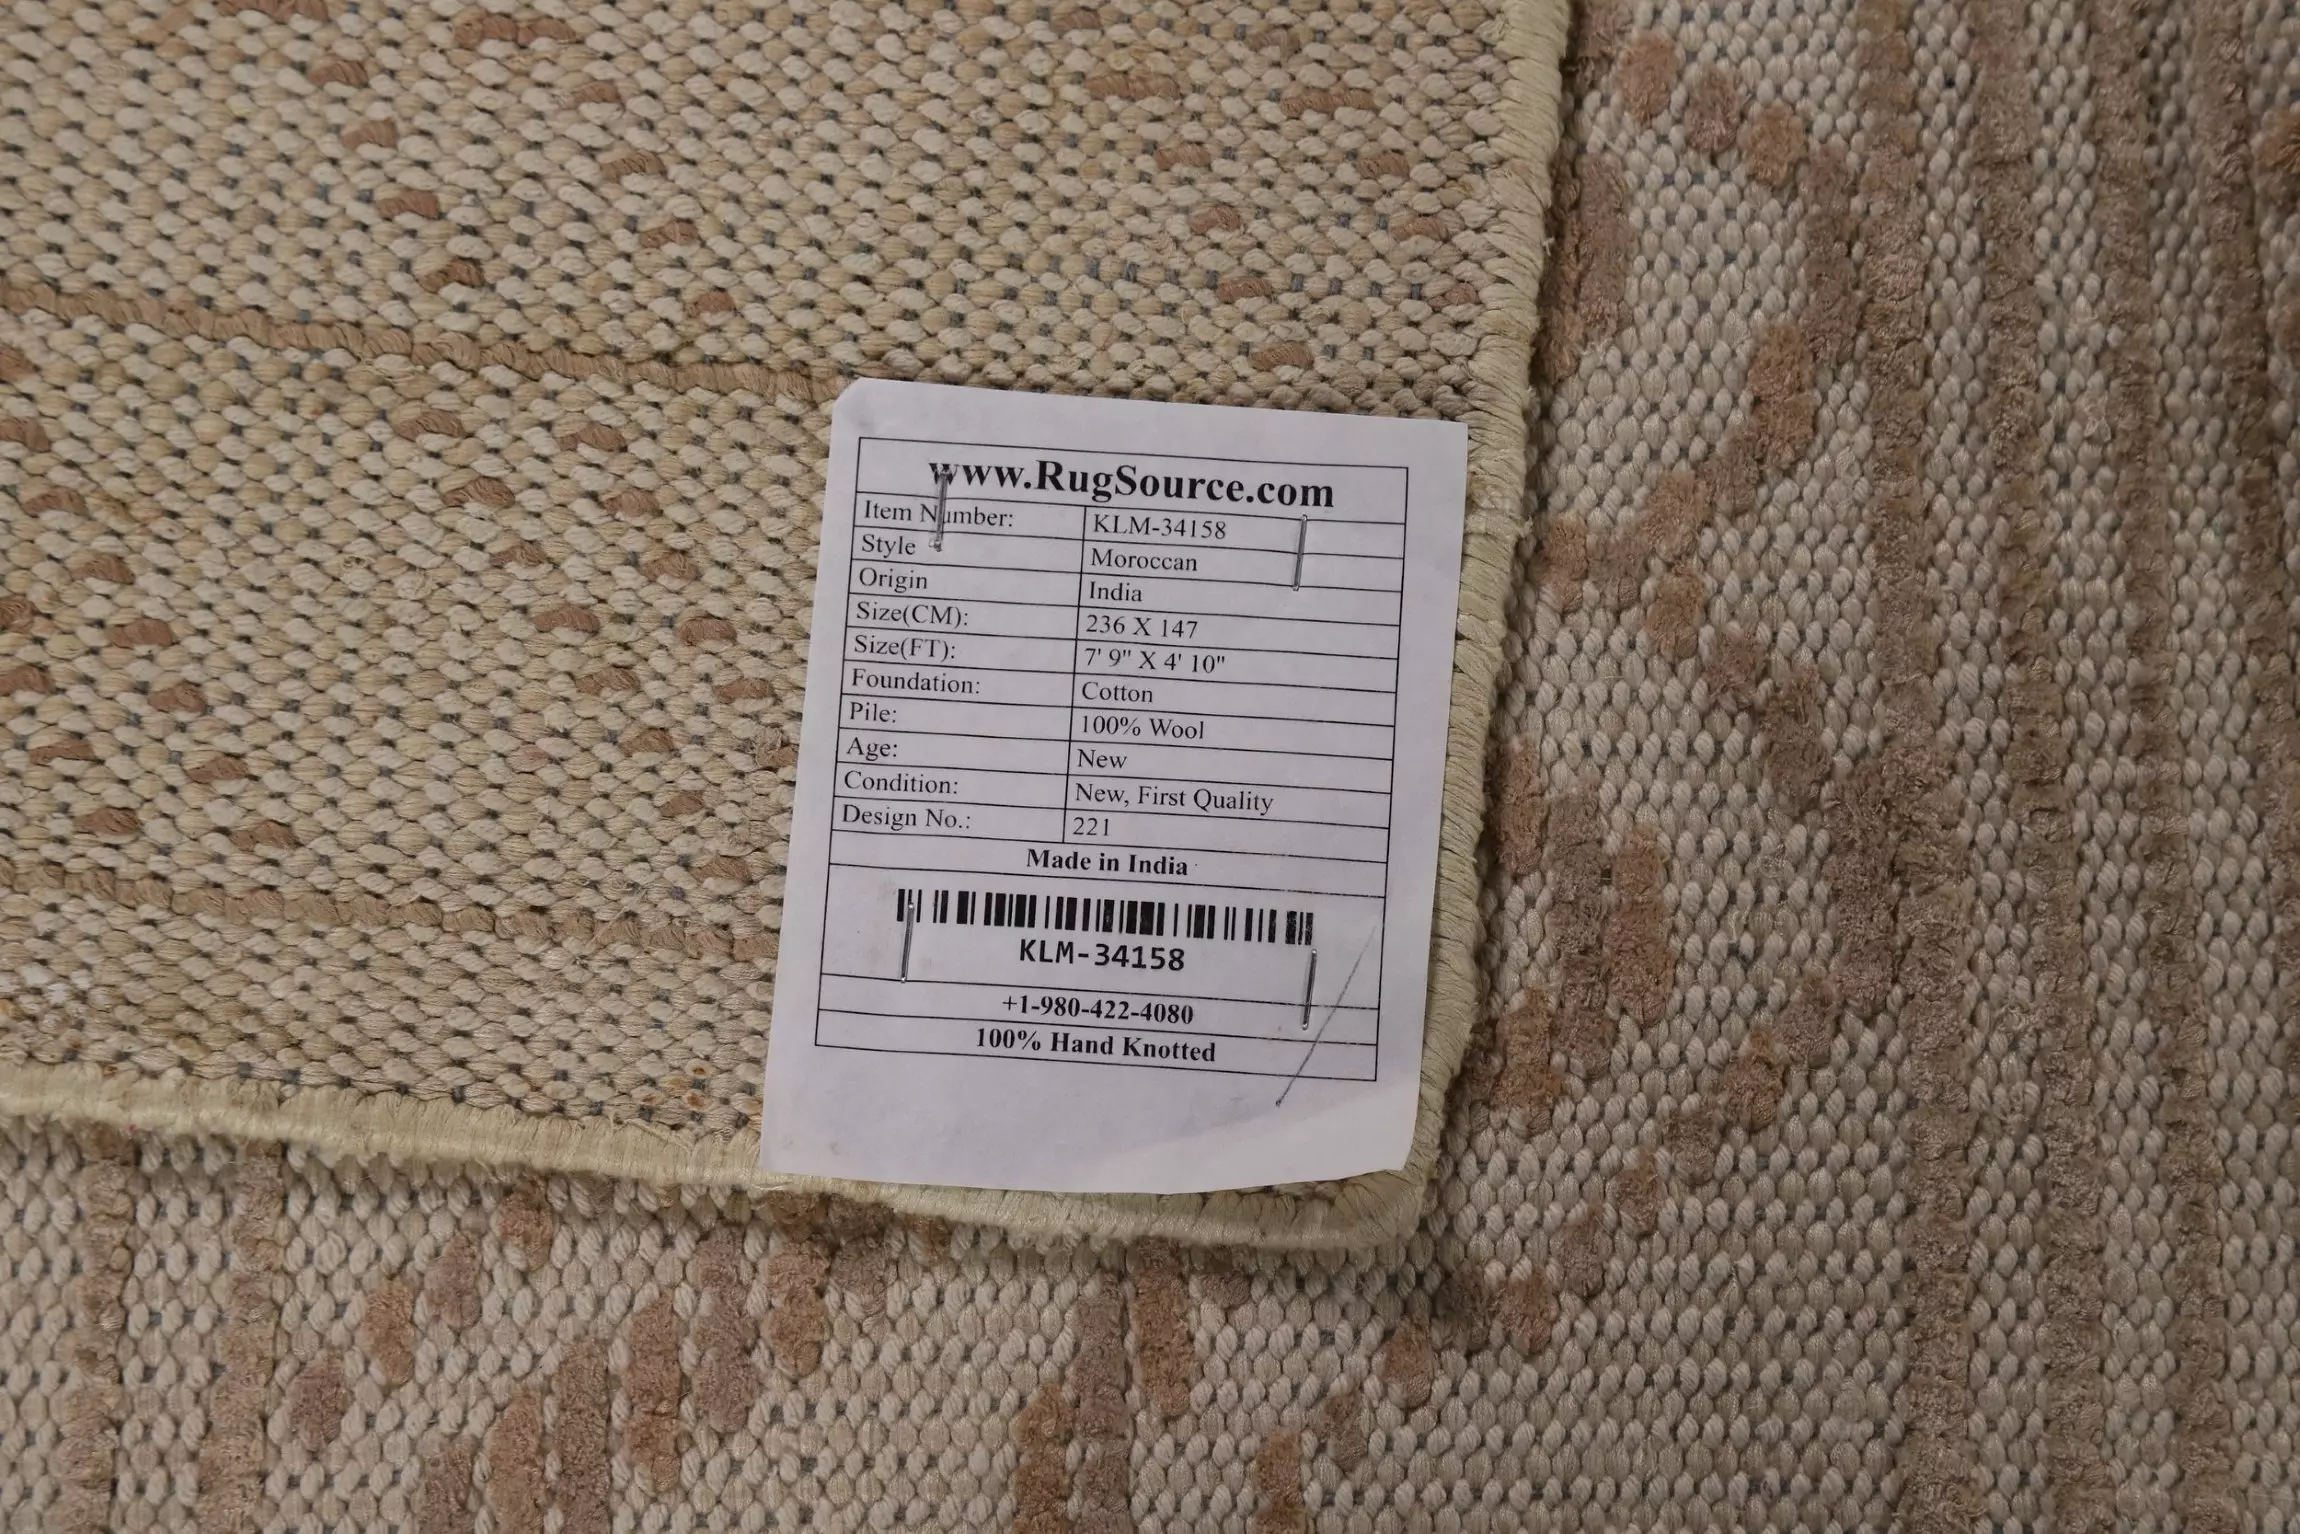 www.RugSource.com
Item Number: KLM-34158
Style Moroccan
Origin India
Size(CM): 236 X 147
Size(FT): 7' 9" X 4' 10"
Foundation: Cotton
Pile: 100% Wool
Age: New
Condition: New, First Quality
Design No.: 221
Made in India
KLM-34158
+1-980-422-4080
100% Hand Knotted